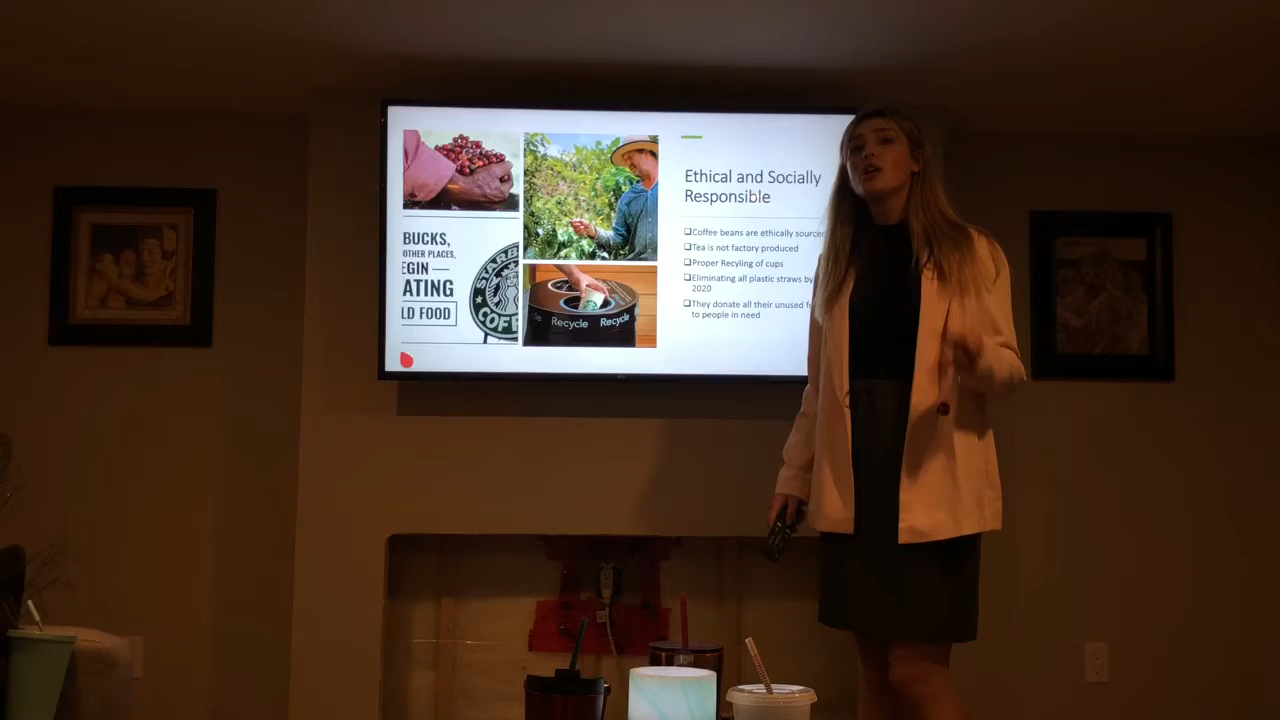 BUCKS,
OTHER PLACES,
EGIN —
ATING
LD FOOD
STARB
COFF
Recycle
Recycle
Ethical and Socially
Responsible
Coffee beans are ethically sourced
Tea is not factory produced
Proper Recyling of cups
Eliminating all plastic straws by
2020
They donate all their unused f
to people in need